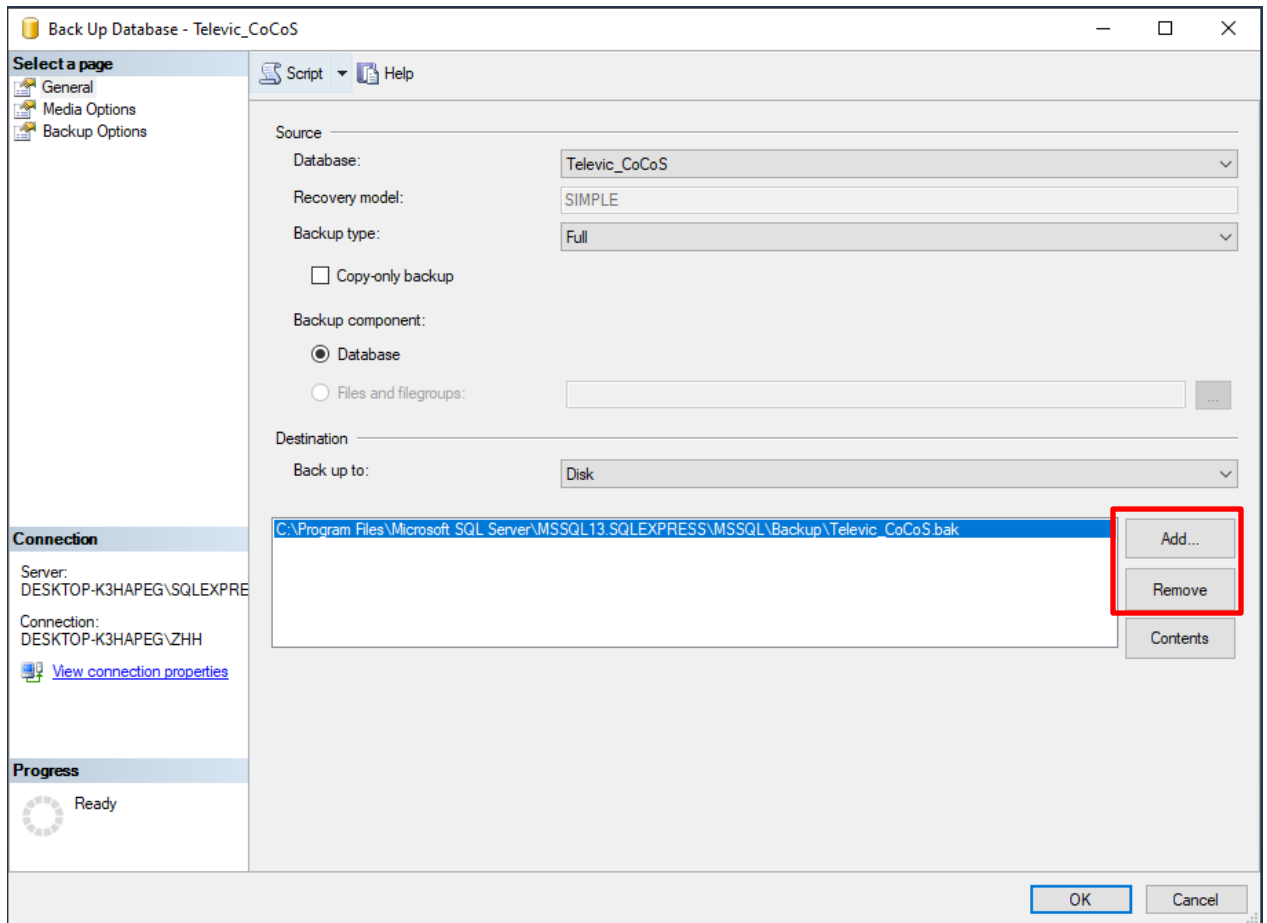 Back Up Database - Televic_CoCoS
Select a page
General
Media Options
Backup Options
Script
Help
Source
Database:
Televic_CoCoS
Recovery model:
SIMPLE
Backup type:
Full
Copy-only backup
Backup component:
Database
Files and filegroups:
...
Destination
Back up to:
Disk
C:\Program Files\Microsoft SQL Server\MSSQL13.SQLEXPRESS\MSSQL\Backup\Televic_CoCoS.bak
Add...
Remove
Contents
Connection
Server:
DESKTOP-K3HAPEG\SQLEXPRE
Connection:
DESKTOP-K3HAPEG\ZHH
View connection properties
Progress
Ready
OK
Cancel